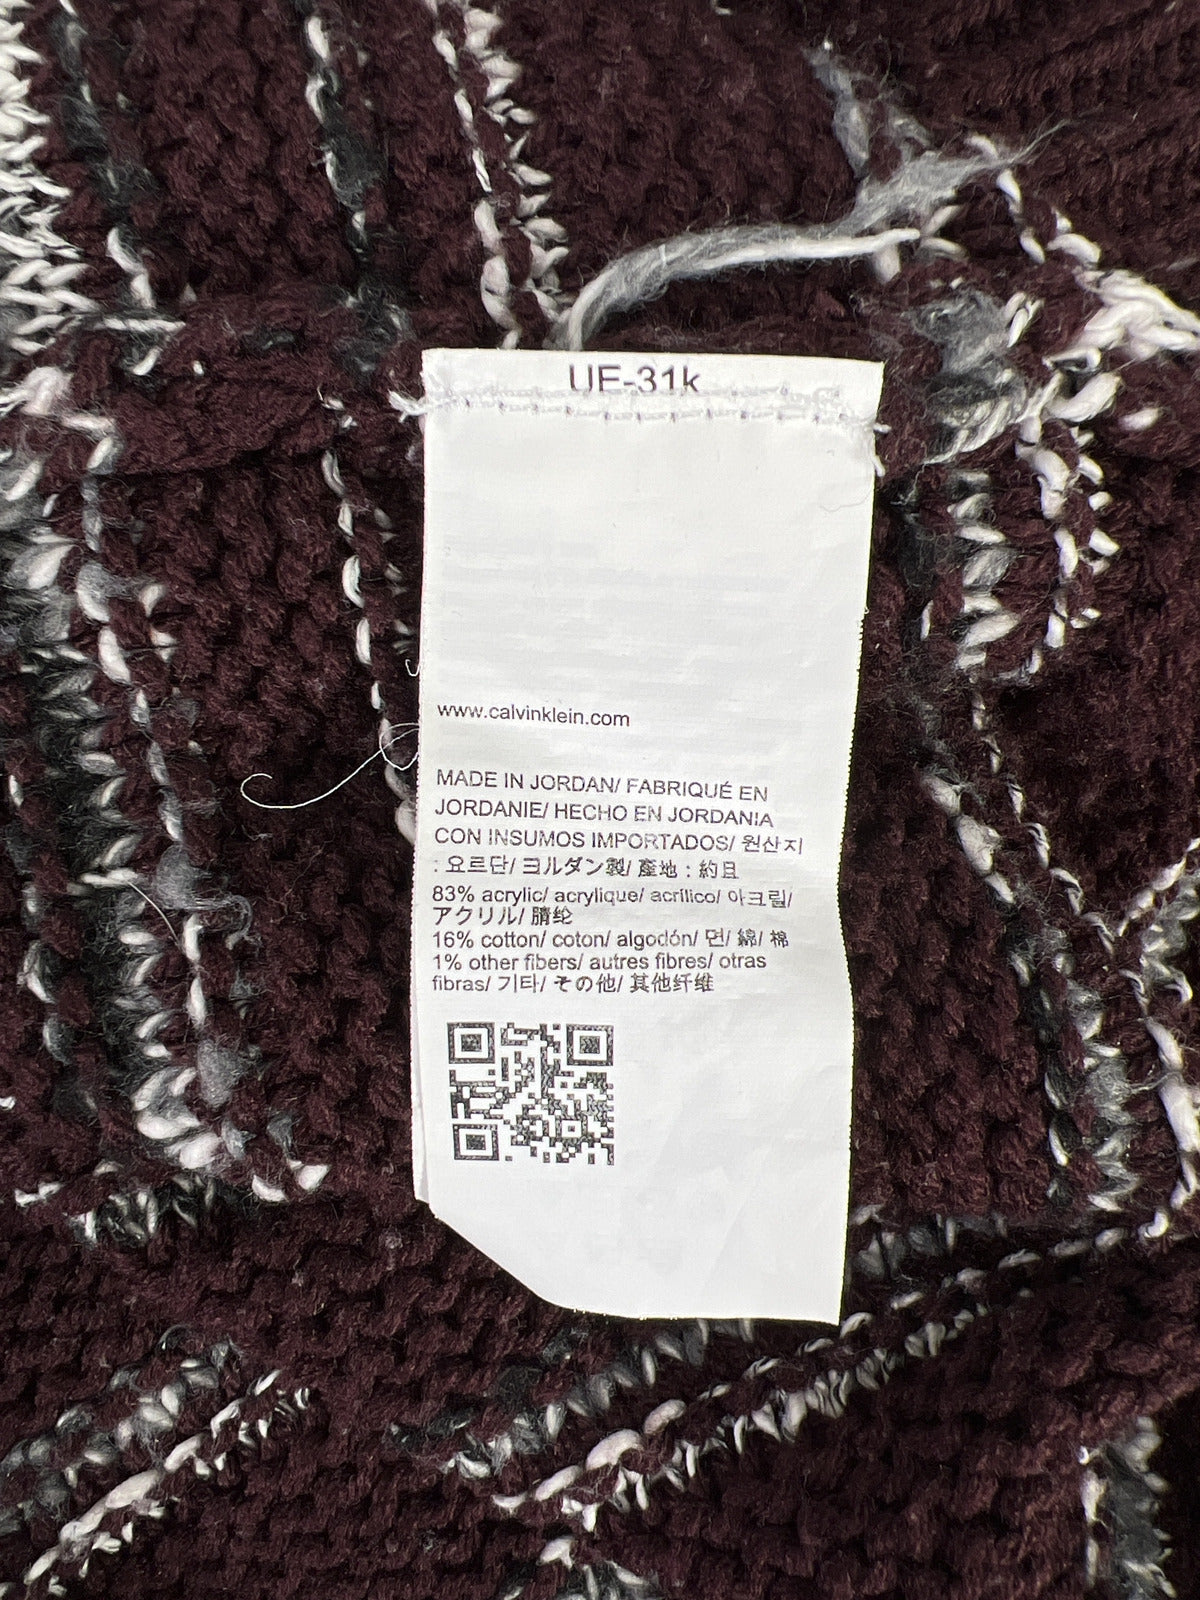 UE-31k
www.calvinklein.com
MADE IN JORDAN/ FABRIQUÉ EN
JORDANIE/ HECHO EN JORDANIA
CON INSUMOS IMPORTADOS/ 원산지
: 요르단/ ヨルダン製/ 產地 : 約旦
83% acrylic/ acrylique/ acrílico/ 아크릴/
アクリル/ 腈纶
16% cotton/ coton/ algodón/ 면/ 綿/ 棉
1% other fibers/ autres fibres/ otras
fibras/ 기타/ その他/ 其他纤维